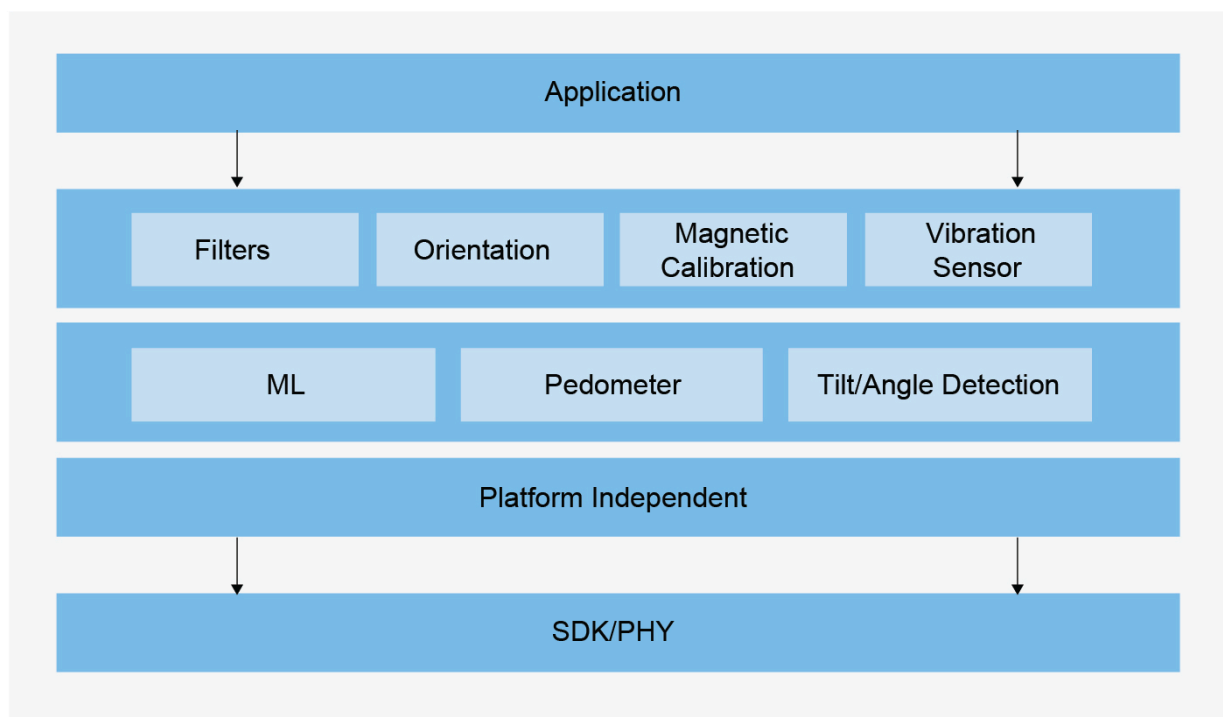 Application
Filters
Orientation
Magnetic
Calibration
Vibration
Sensor
ML
Pedometer
Tilt/Angle Detection
Platform Independent
SDK/PHY